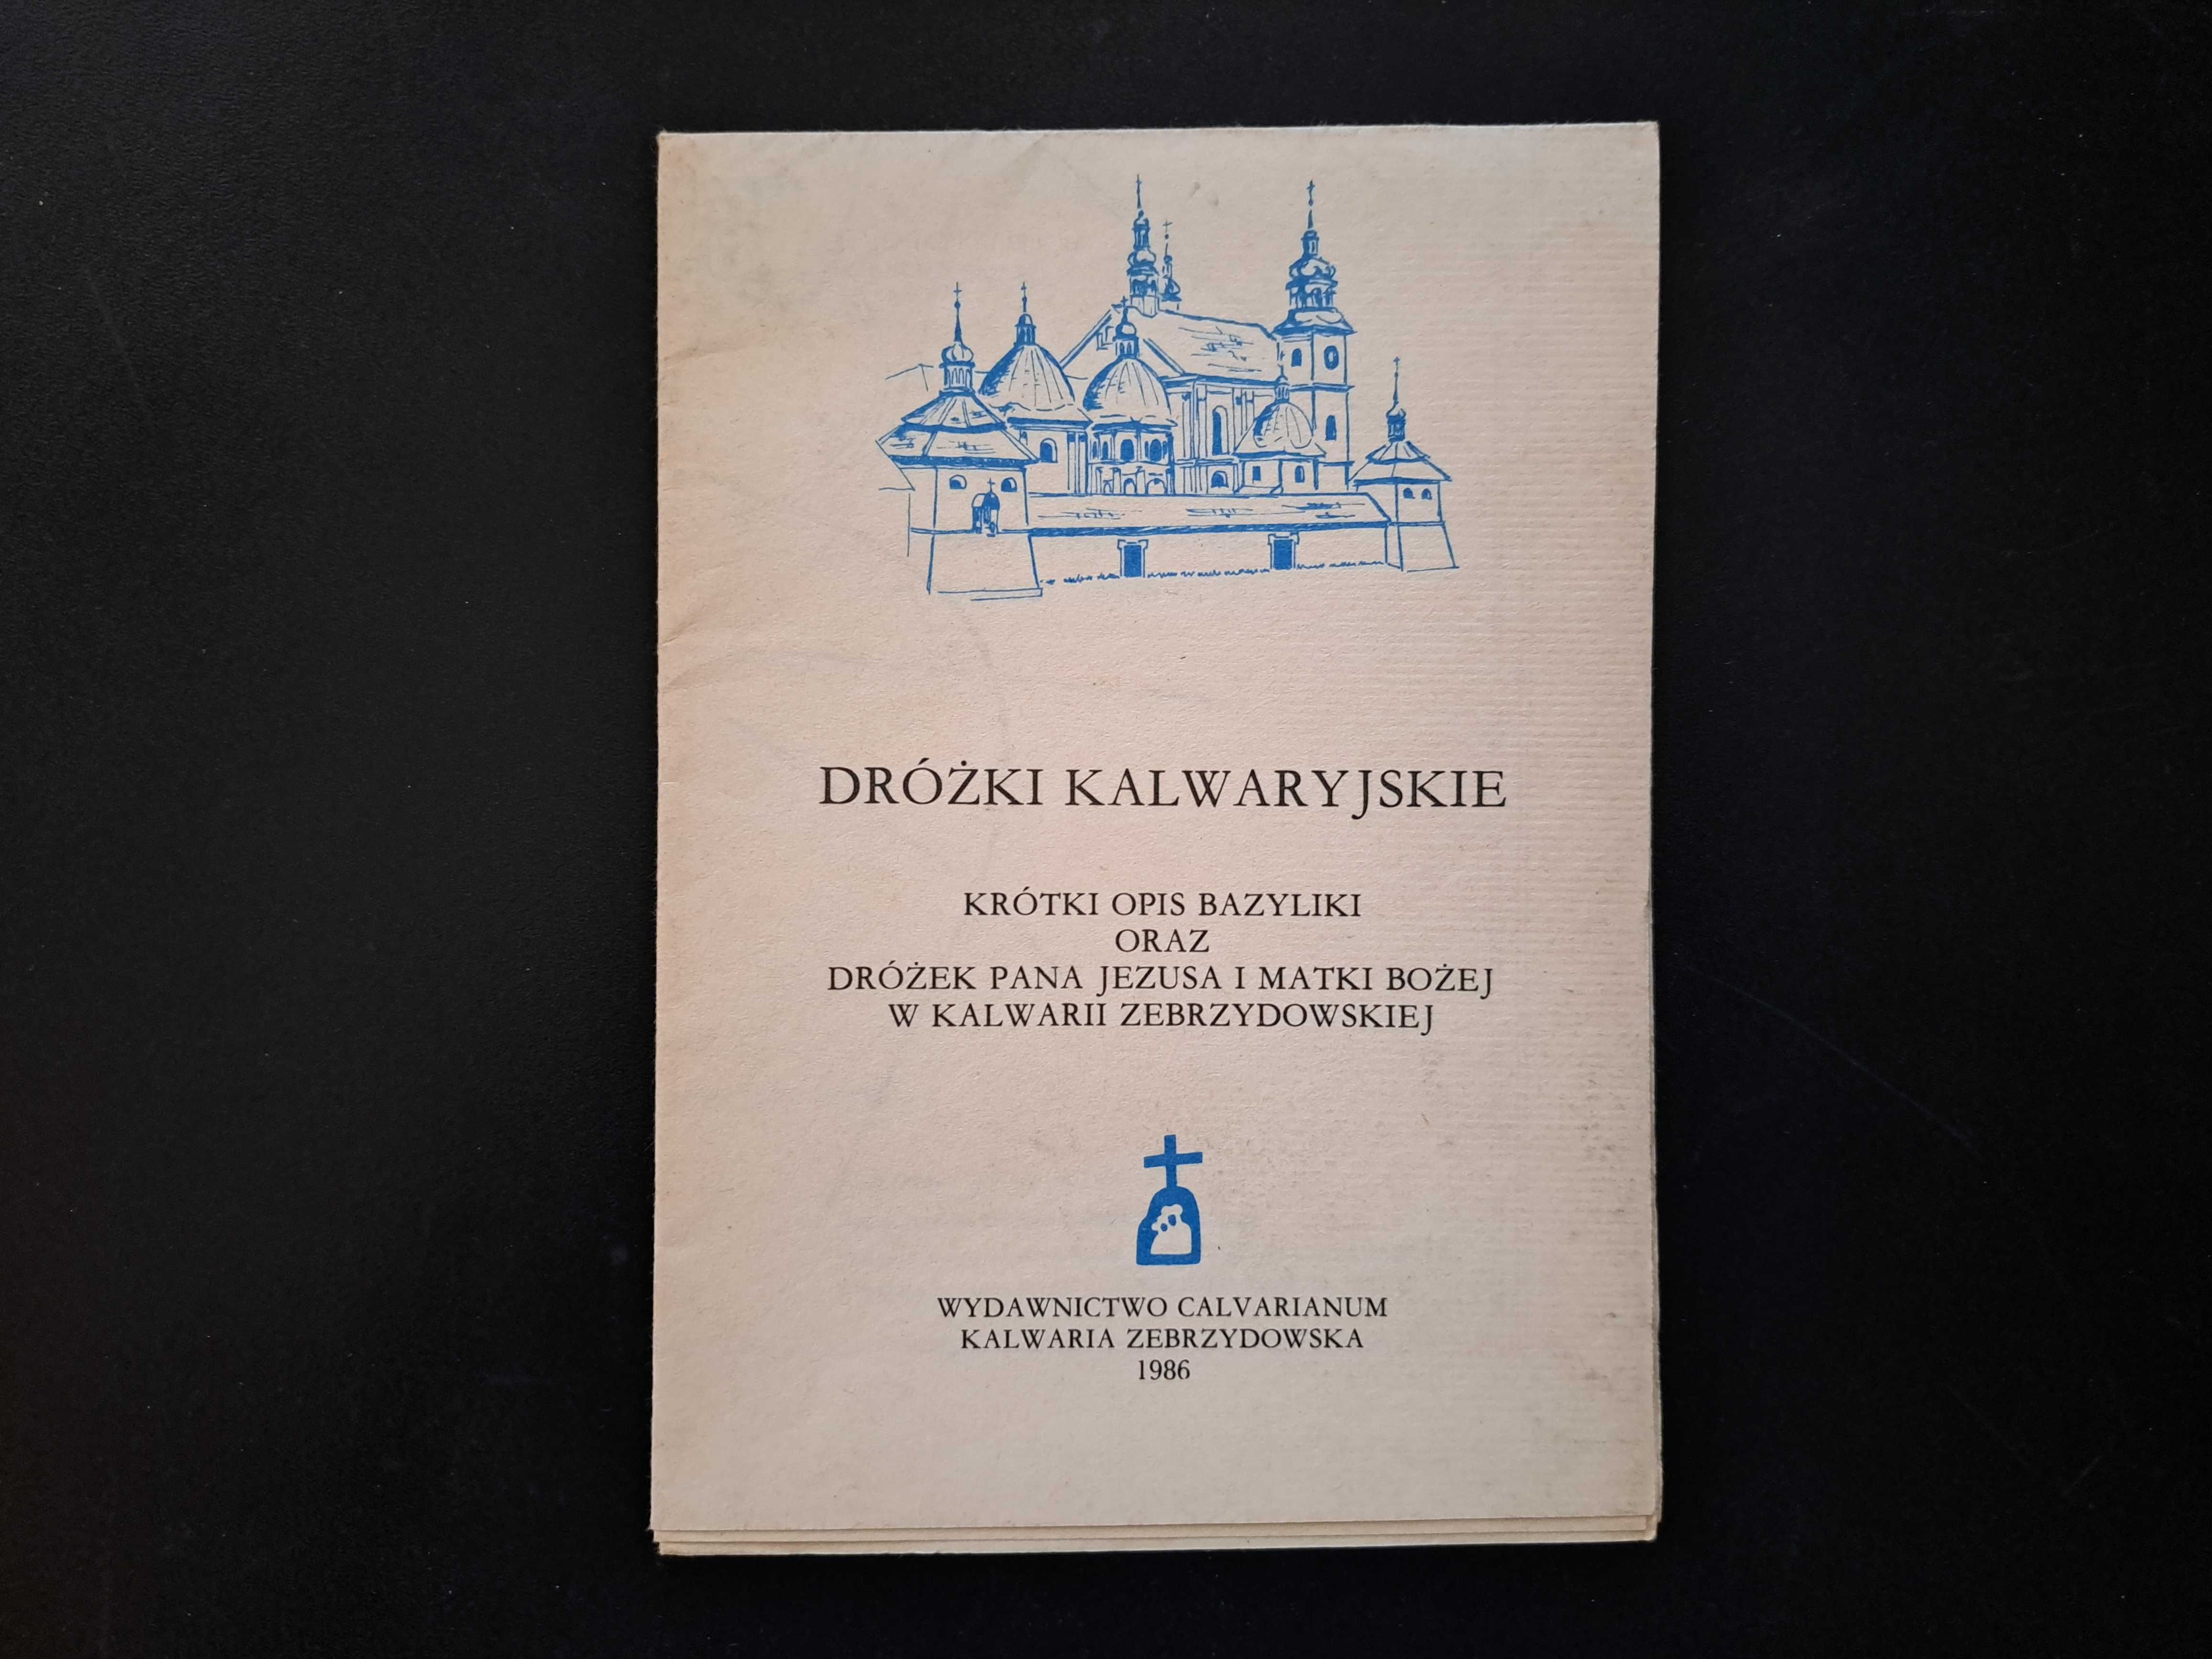 DRÓŻKI KALWARYJSKIE
KRÓTKI OPIS BAZYLIKI
ORAZ
DRÓŻEK PANA JEZUSA I MATKI BOŻEJ
W KALWARII ZEBRZYDOWSKIEJ
WYDAWNICTWO CALVARIANUM
KALWARIA ZEBRZYDOWSKA
1986